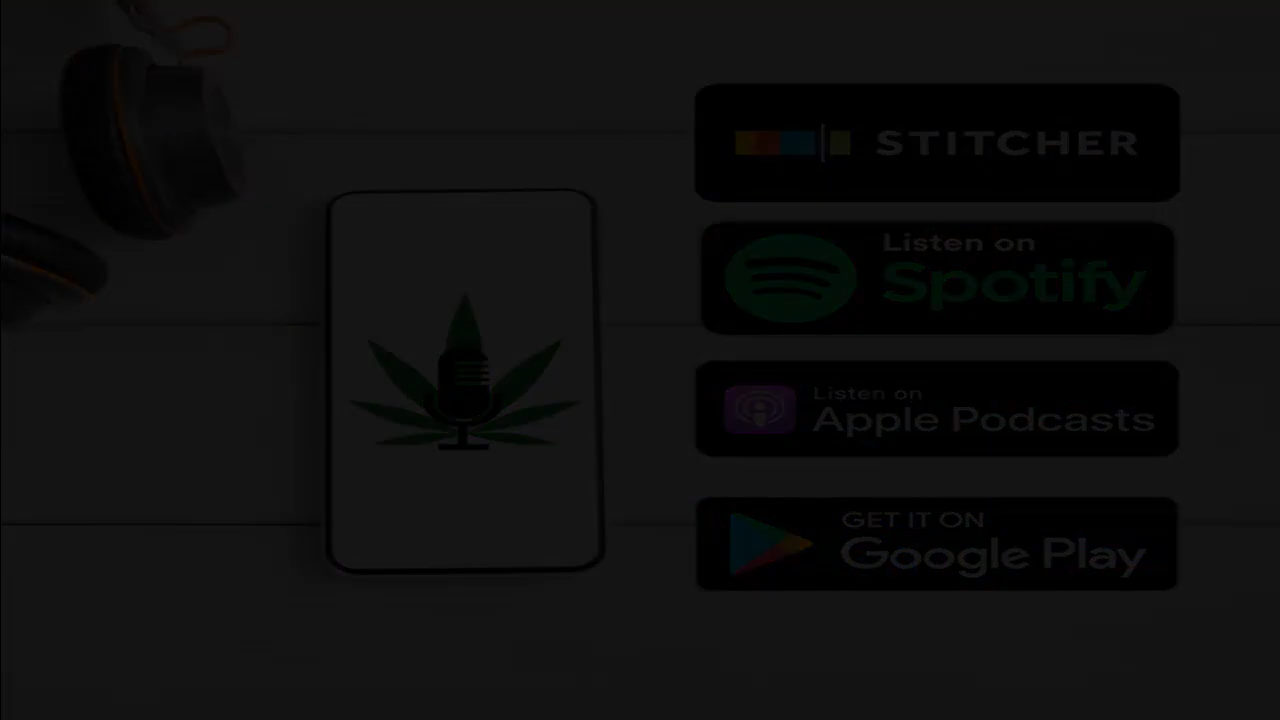 STITCHER
Listen on
Spotify
Listen on
Apple Podcasts
GET IT ON
Google Play